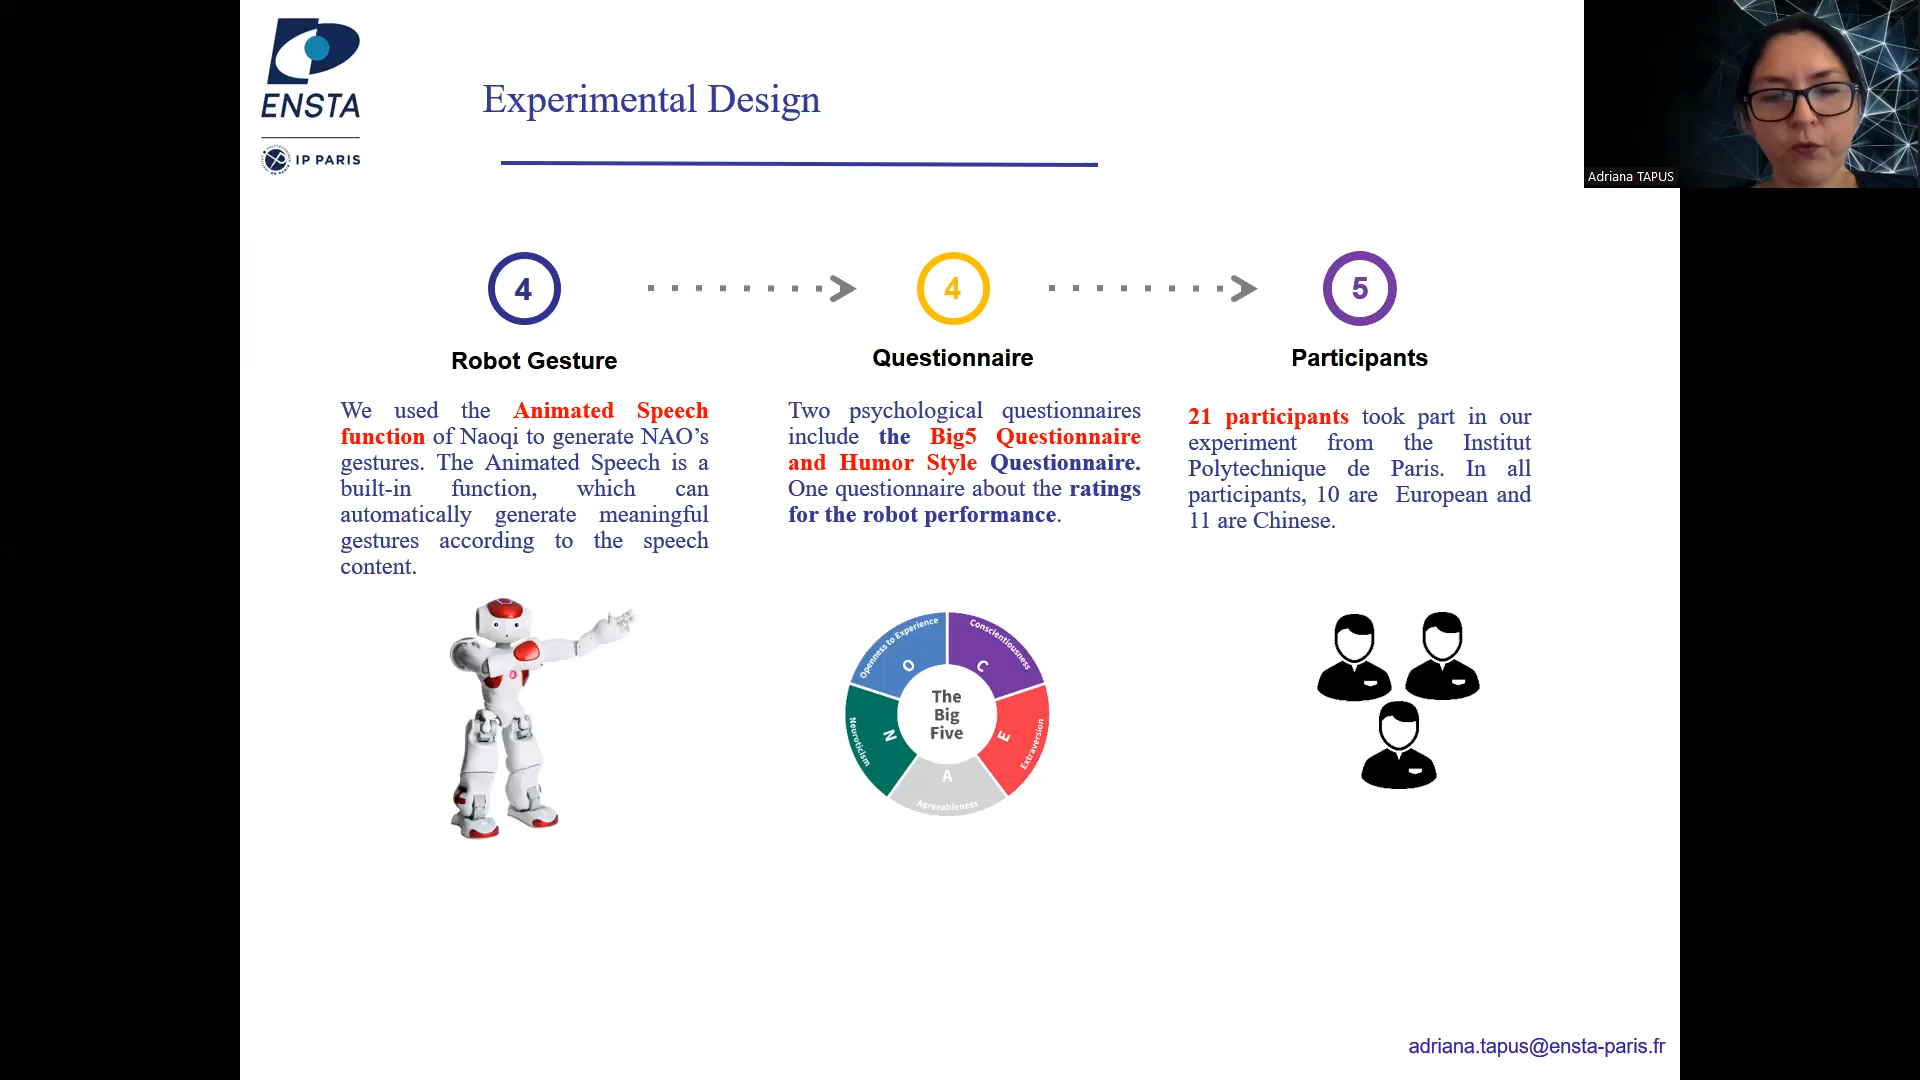 ENSTA
IP PARIS
Experimental Design
Adriana TAPUS
4
4
5
Robot Gesture
Questionnaire
Participants
We used the Animated Speech
function of Naoqi to generate NAO’s
gestures. The Animated Speech is a
built-in function, which can
automatically generate meaningful
gestures according to the speech
content.
Two psychological questionnaires
include the Big5 Questionnaire
and Humor Style Questionnaire.
One questionnaire about the ratings
for the robot performance.
21 participants took part in our
experiment from the Institut
Polytechnique de Paris. In all
participants, 10 are European and
11 are Chinese.
Openness to Experience
O
Conscientiousness
C
Extraversion
E
Agreeableness
A
Neuroticism
N
The
Big
Five
adriana.tapus@ensta-paris.fr